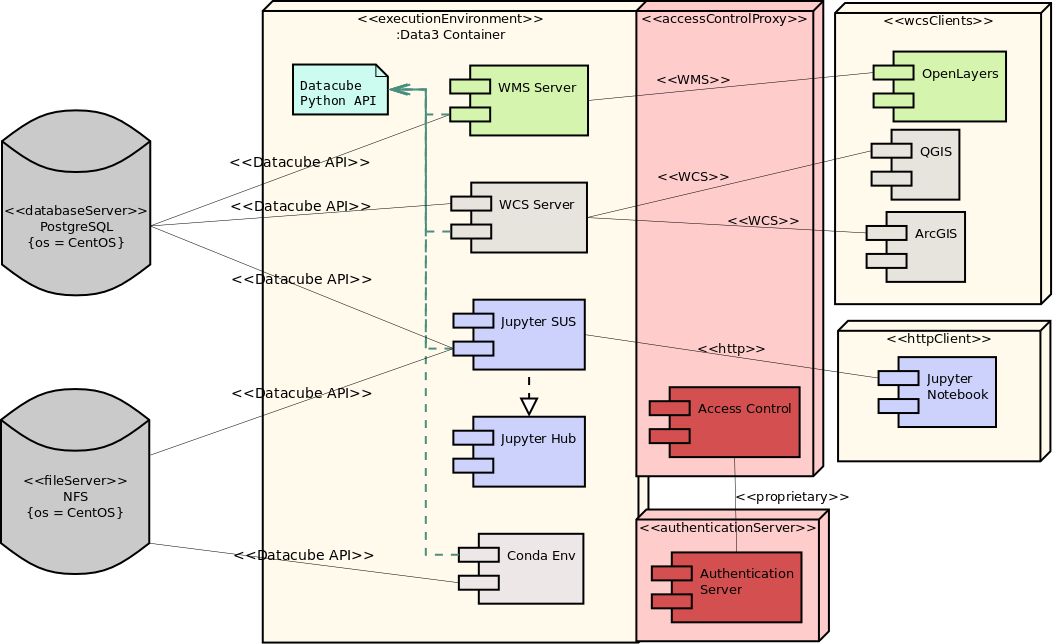 <<executionEnvironment>>
:Data3 Container
<<accessControlProxy>>
<<wcsClients>>
Datacube
Python API
WMS Server
<<WMS>>
OpenLayers
<<Datacube API>>
QGIS
<<WCS>>
<<databaseServer>>
PostgreSQL
{os = CentOS}
<<Datacube API>>
WCS Server
<<WCS>>
ArcGIS
<<Datacube API>>
Jupyter SUS
<<http>>
<<httpClient>>
Jupyter
Notebook
<<Datacube API>>
Jupyter Hub
Access Control
<<fileServer>>
NFS
{os = CentOS}
<<proprietary>>
<<authenticationServer>>
<<Datacube API>>
Conda Env
Authentication
Server